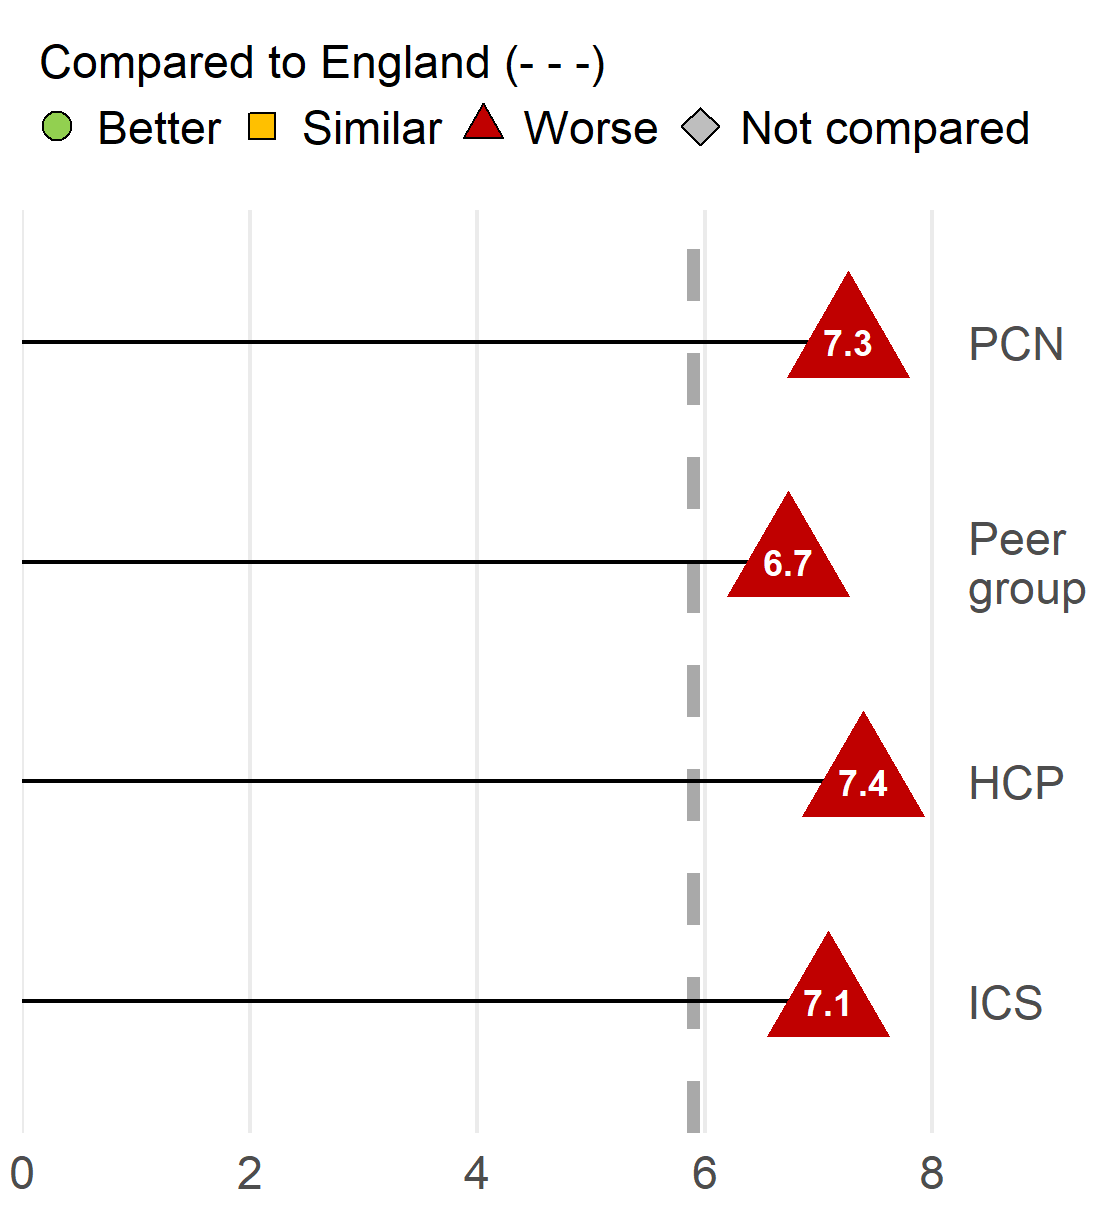 Compared to England (- - -)
Better Similar Worse Not compared
7.3 PCN
6.7 Peer
group
7.4 HCP
7.1 ICS
0 2 4 6 8